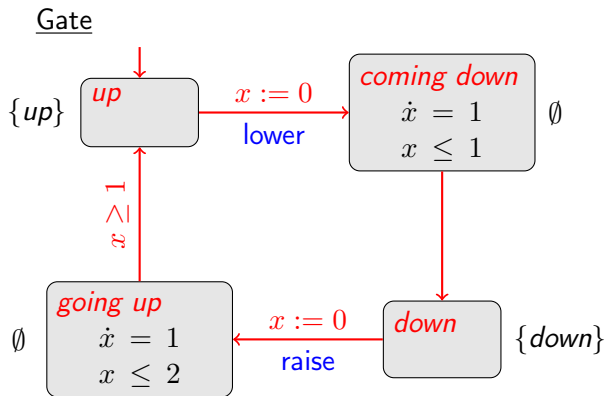 Gate
{up}
up
x := 0
lower
coming down
ẋ = 1
x ≤ 1
∅
x ≥ 1
∅
going up
ẋ = 1
x ≤ 2
x := 0
raise
down
{down}